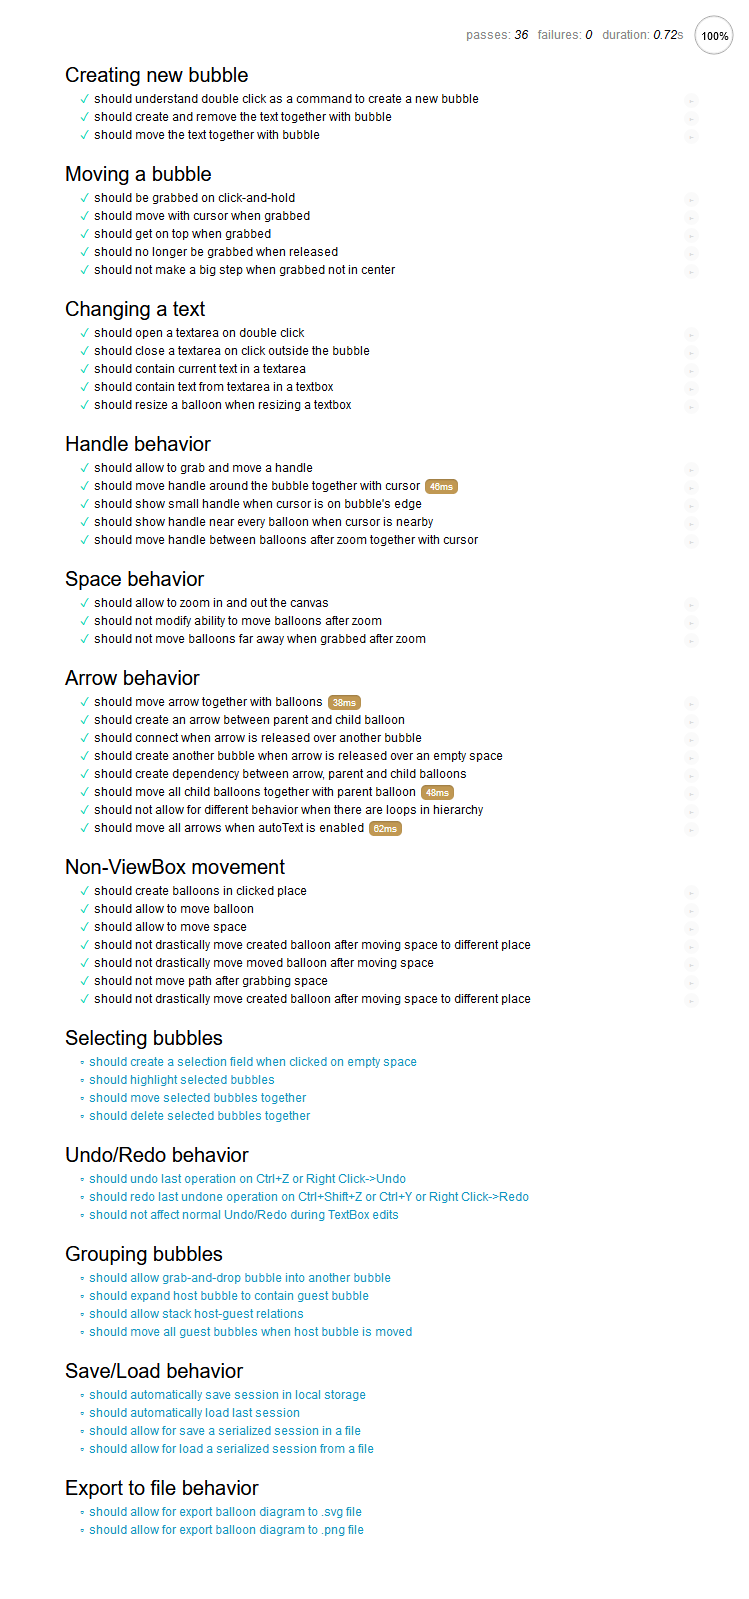 passes: 36 failures: 0 duration: 0.72s 100%
Creating new bubble
✓ should understand double click as a command to create a new bubble
✓ should create and remove the text together with bubble
✓ should move the text together with bubble
Moving a bubble
✓ should be grabbed on click-and-hold
✓ should move with cursor when grabbed
✓ should get on top when grabbed
✓ should no longer be grabbed when released
✓ should not make a big step when grabbed not in center
Changing a text
✓ should open a textarea on double click
✓ should close a textarea on click outside the bubble
✓ should contain current text in a textarea
✓ should contain text from textarea in a textbox
✓ should resize a balloon when resizing a textbox
Handle behavior
✓ should allow to grab and move a handle
✓ should move handle around the bubble together with cursor 46ms
✓ should show small handle when cursor is on bubble's edge
✓ should show handle near every balloon when cursor is nearby
✓ should move handle between balloons after zoom together with cursor
Space behavior
✓ should allow to zoom in and out the canvas
✓ should not modify ability to move balloons after zoom
✓ should not move balloons far away when grabbed after zoom
Arrow behavior
✓ should move arrow together with balloons 38ms
✓ should create an arrow between parent and child balloon
✓ should connect when arrow is released over another bubble
✓ should create another bubble when arrow is released over an empty space
✓ should create dependency between arrow, parent and child balloons
✓ should move all child balloons together with parent balloon 48ms
✓ should not allow for different behavior when there are loops in hierarchy
✓ should move all arrows when autoText is enabled 62ms
Non-ViewBox movement
✓ should create balloons in clicked place
✓ should allow to move balloon
✓ should allow to move space
✓ should not drastically move created balloon after moving space to different place
✓ should not drastically move moved balloon after moving space
✓ should not move path after grabbing space
✓ should not drastically move created balloon after moving space to different place
Selecting bubbles
should create a selection field when clicked on empty space
should highlight selected bubbles
should move selected bubbles together
should delete selected bubbles together
Undo/Redo behavior
should undo last operation on Ctrl+Z or Right Click->Undo
should redo last undone operation on Ctrl+Shift+Z or Ctrl+Y or Right Click->Redo
should not affect normal Undo/Redo during TextBox edits
Grouping bubbles
should allow grab-and-drop bubble into another bubble
should expand host bubble to contain guest bubble
should allow stack host-guest relations
should move all guest bubbles when host bubble is moved
Save/Load behavior
should automatically save session in local storage
should automatically load last session
should allow for save a serialized session in a file
should allow for load a serialized session from a file
Export to file behavior
should allow for export balloon diagram to .svg file
should allow for export balloon diagram to .png file